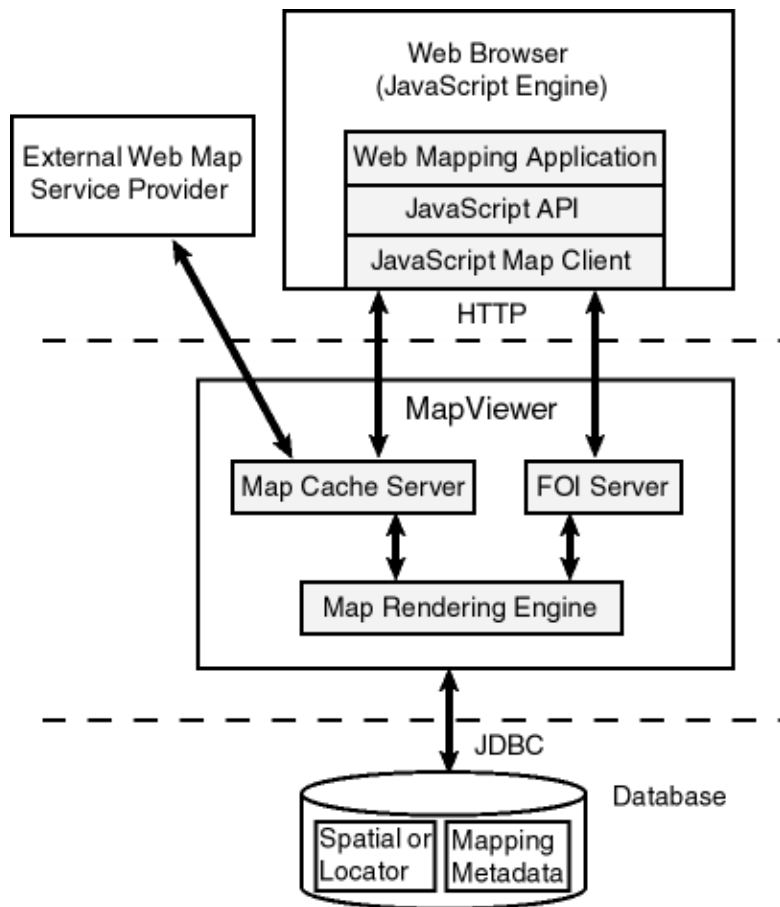 Web Browser
(JavaScript Engine)
External Web Map
Service Provider
Web Mapping Application
JavaScript API
JavaScript Map Client
HTTP
MapViewer
Map Cache Server
FOI Server
Map Rendering Engine
JDBC
Database
Spatial or
Locator
Mapping
Metadata